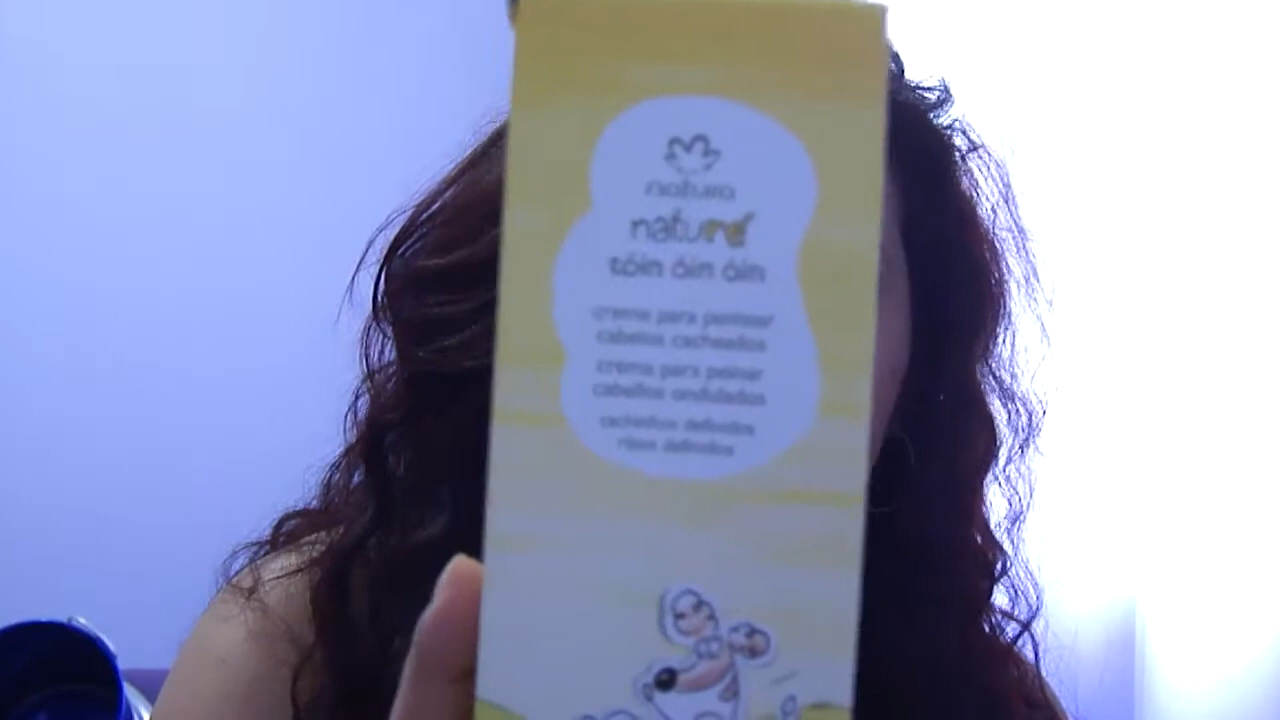 natura
naturé
tóin óin óin
creme para pentear
cabelos cacheados
crema para peinar
cabellos ondulados
cachinhos definidos
rizos definidos